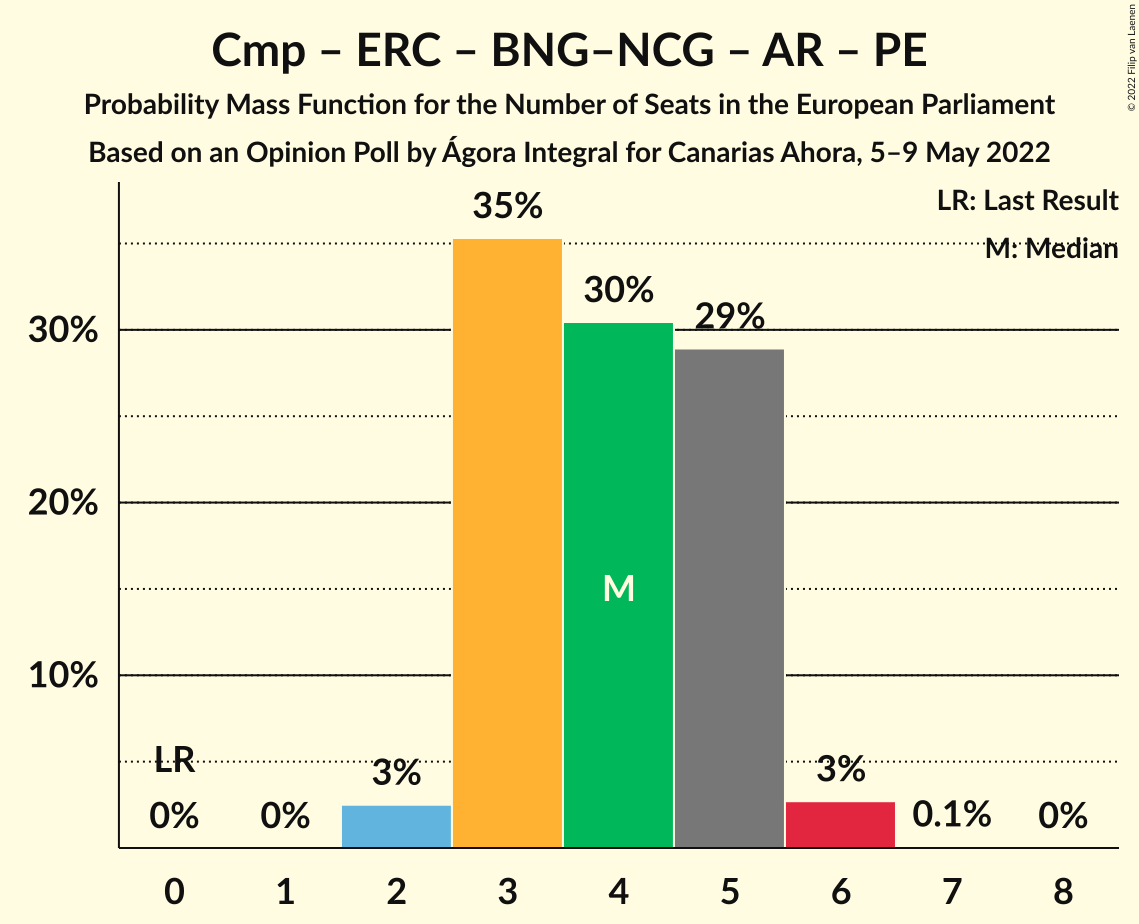 Cmp – ERC – BNG–NCG – AR – PE
Probability Mass Function for the Number of Seats in the European Parliament
Based on an Opinion Poll by Ágora Integral for Canarias Ahora, 5–9 May 2022
© 2022 Filip van Laenen
LR: Last Result
M: Median
35%
30%
29%
30%
20%
M
10%
LR
3%
3%
0%
0%
0.1%
0%
0 1 2 3 4 5 6 7 8